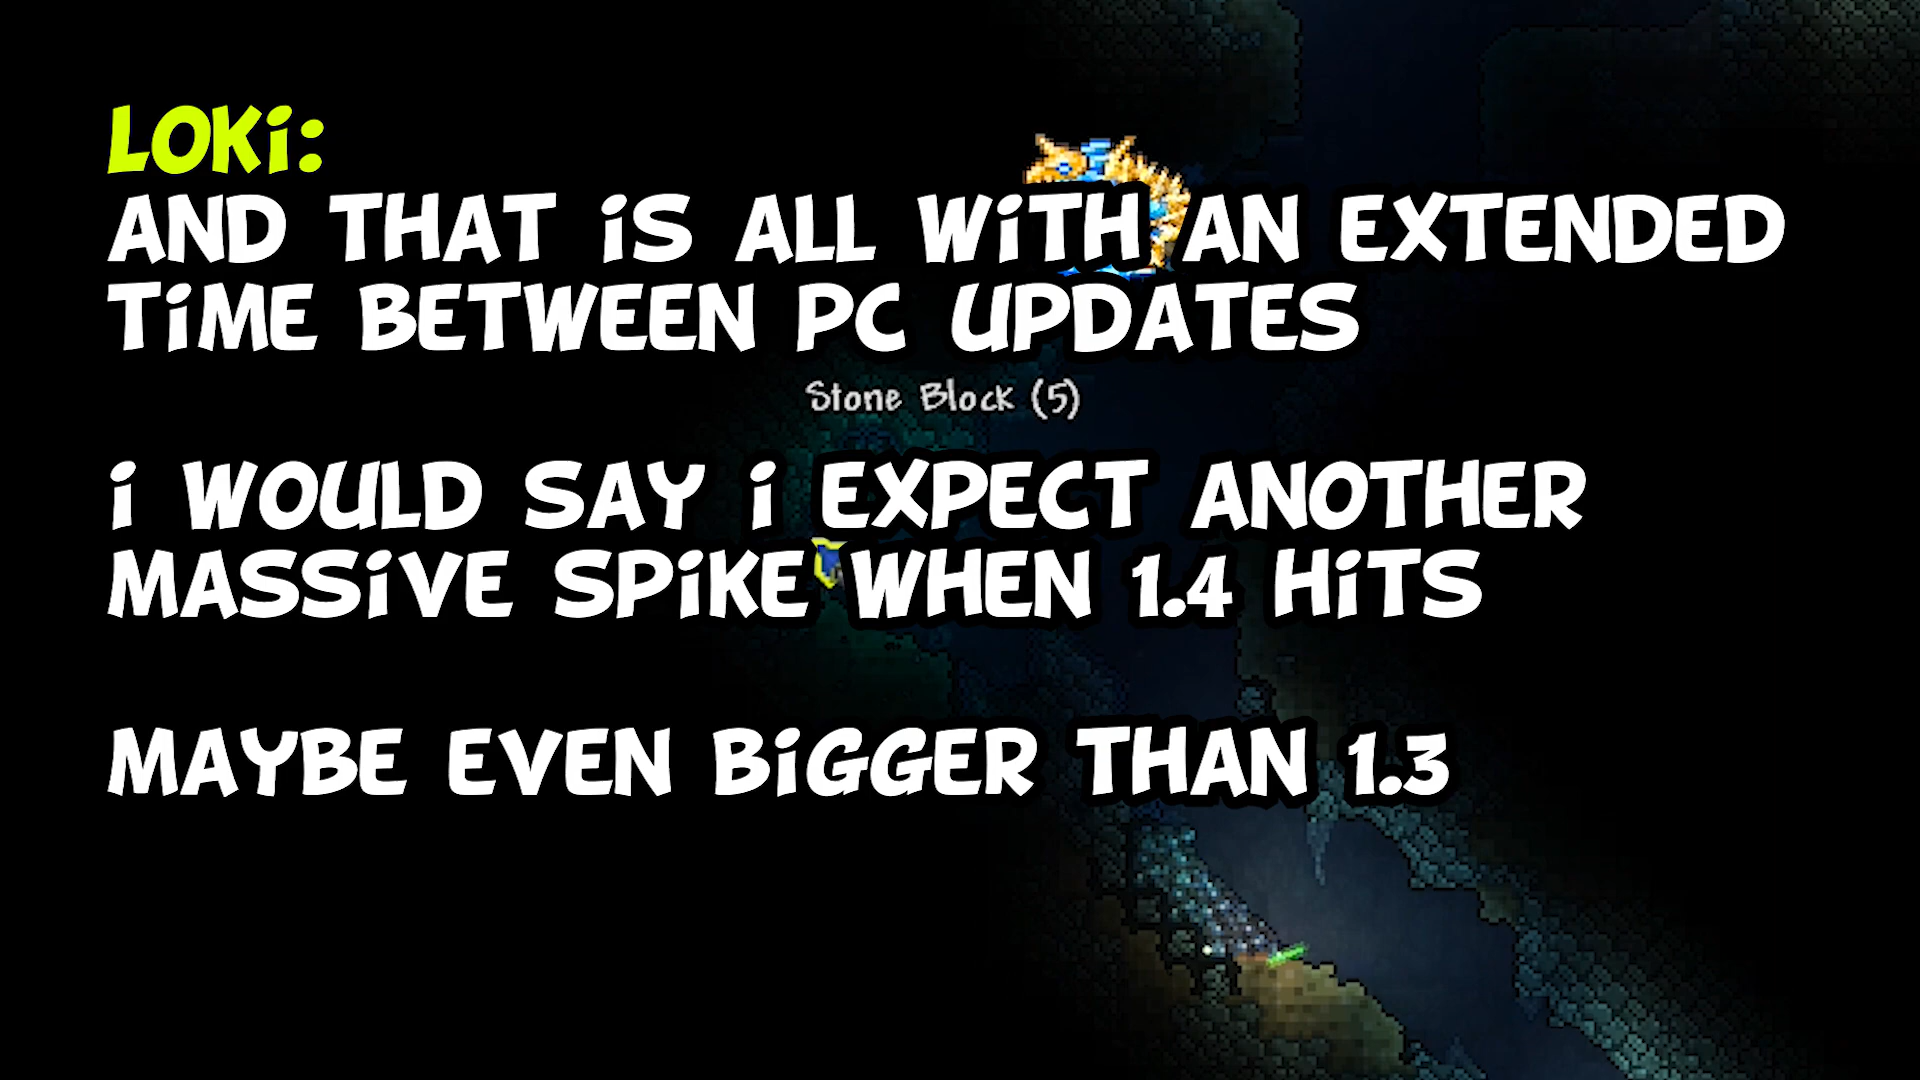 LOKi:
AND THAT iS ALL WiTH AN EXTENDED
TiME BETWEEN PC UPDATES
Stone Block (5)
i WOULD SAY i EXPECT ANOTHER
MASSiVE SPiKE WHEN 1.4 HiTS
MAYBE EVEN BiGGER THAN 1.3